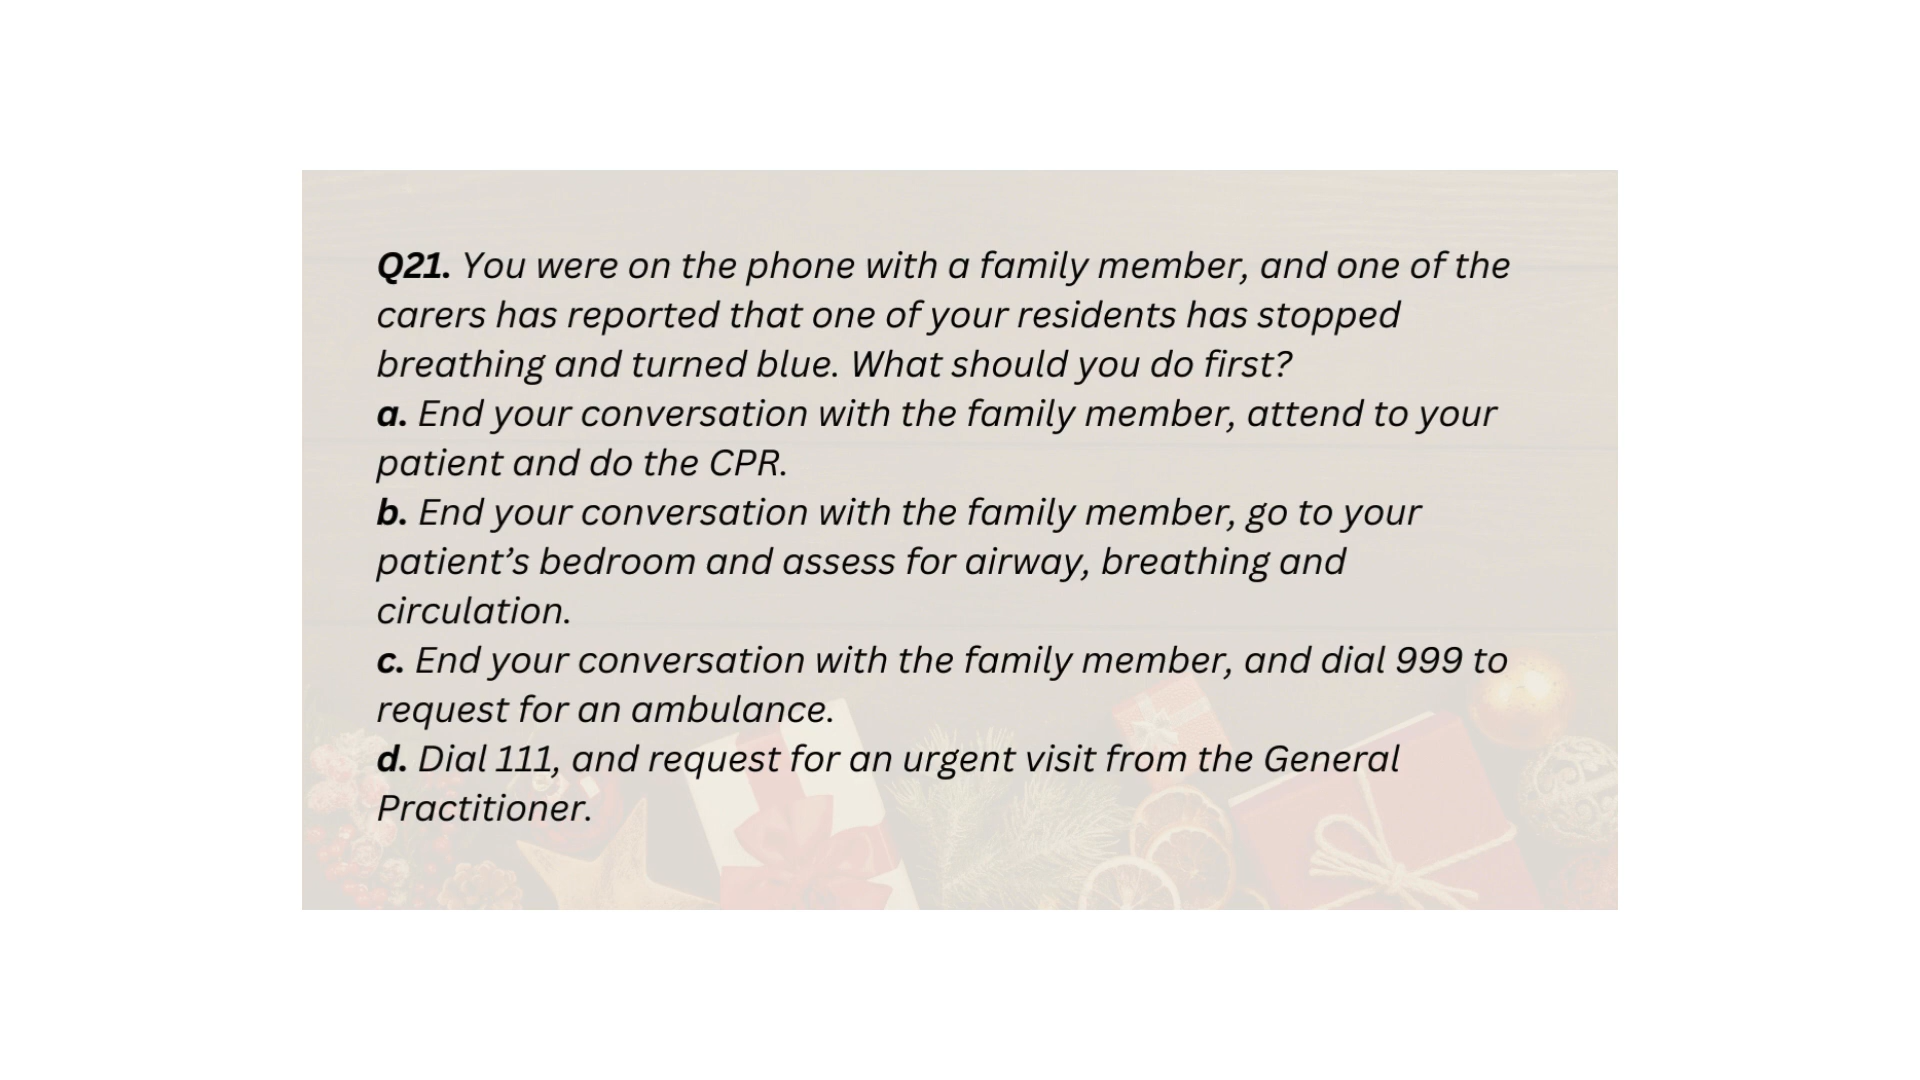 Q21. You were on the phone with a family member, and one of the
carers has reported that one of your residents has stopped
breathing and turned blue. What should you do first?
a. End your conversation with the family member, attend to your
patient and do the CPR.
b. End your conversation with the family member, go to your
patient’s bedroom and assess for airway, breathing and
circulation.
c. End your conversation with the family member, and dial 999 to
request for an ambulance.
d. Dial 111, and request for an urgent visit from the General
Practitioner.